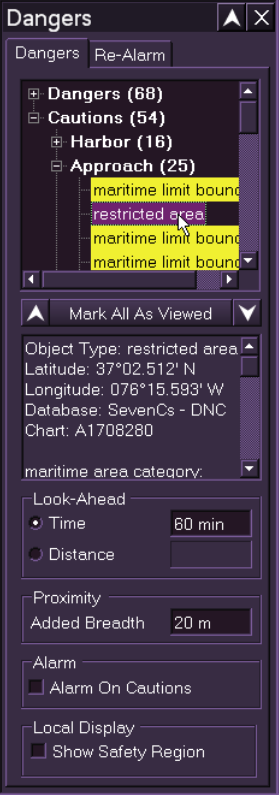 Dangers
Dangers Re-Alarm
Dangers (68)
Cautions (54)
Harbor (16)
Approach (25)
maritime limit bound
restricted area
maritime limit bound
maritime limit bound
Mark All As Viewed
Object Type: restricted area
Latitude: 37°02.512' N
Longitude: 076°15.593' W
Database: SevenCs - DNC
Chart: A1708280
maritime area category:
Look-Ahead
Time 60 min
Distance
Proximity
Added Breadth 20 m
Alarm
Alarm On Cautions
Local Display
Show Safety Region